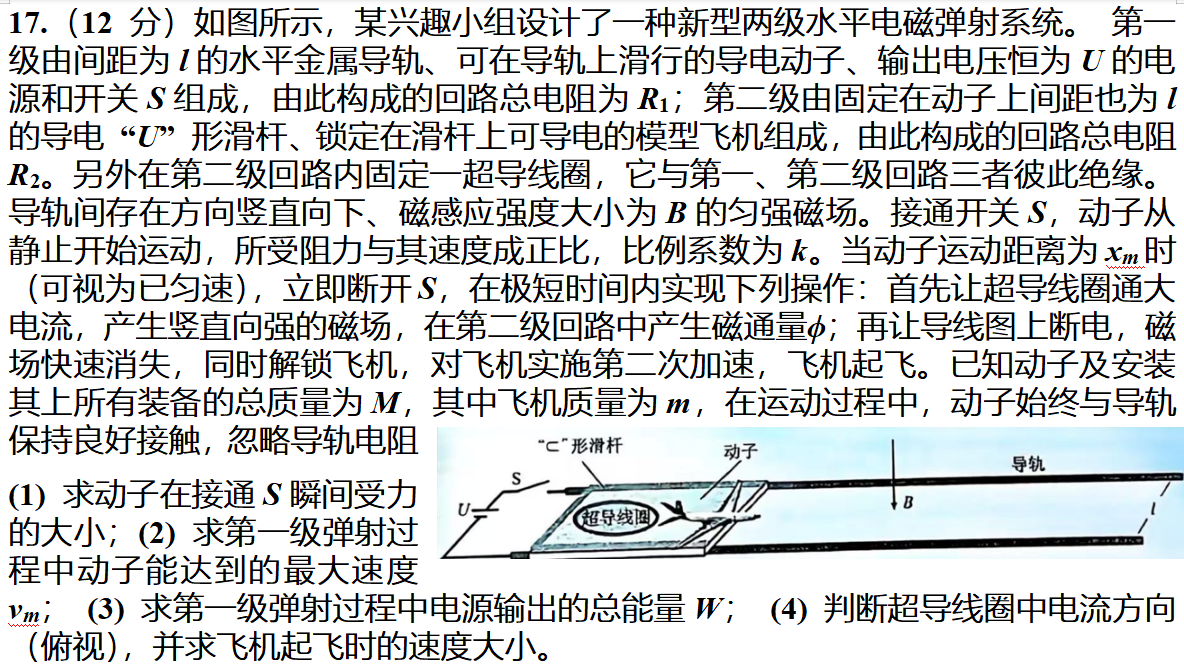 17.（12 分）如图所示，某兴趣小组设计了一种新型两级水平电磁弹射系统。 第一
级由间距为 l 的水平金属导轨、可在导轨上滑行的导电动子、输出电压恒为 U 的电
源和开关 S 组成，由此构成的回路总电阻为 R₁；第二级由固定在动子上间距也为 l
的导电“U”形滑杆、锁定在滑杆上可导电的模型飞机组成，由此构成的回路总电阻
R₂。另外在第二级回路内固定一超导线圈，它与第一、第二级回路三者彼此绝缘。
导轨间存在方向竖直向下、磁感应强度大小为 B 的匀强磁场。接通开关 S，动子从
静止开始运动，所受阻力与其速度成正比，比例系数为 k。当动子运动距离为 xm 时
（可视为已匀速），立即断开 S，在极短时间内实现下列操作：首先让超导线圈通大
电流，产生竖直向强的磁场，在第二级回路中产生磁通量ϕ；再让导线图上断电，磁
场快速消失，同时解锁飞机，对飞机实施第二次加速，飞机起飞。已知动子及安装
其上所有装备的总质量为 M，其中飞机质量为 m，在运动过程中，动子始终与导轨
保持良好接触，忽略导轨电阻
“⊂”形滑杆
动子
导轨
S
U
超导线圈
B
l
(1) 求动子在接通 S 瞬间受力
的大小；(2) 求第一级弹射过
程中动子能达到的最大速度
vm； (3) 求第一级弹射过程中电源输出的总能量 W； (4) 判断超导线圈中电流方向
（俯视），并求飞机起飞时的速度大小。